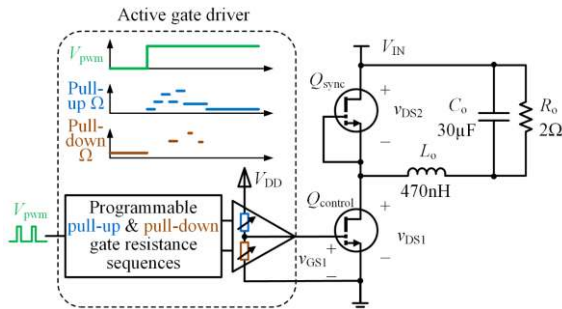 Active gate driver
V_pwm
Pull-
up Ω
Pull-
down Ω
V_DD
V_pwm
Programmable
pull-up & pull-down
gate resistance
sequences
V_IN
Q_sync
+
v_DS2
−
C_o
30µF
R_o
2Ω
L_o
470nH
Q_control
+
v_DS1
−
+
v_GS1
−